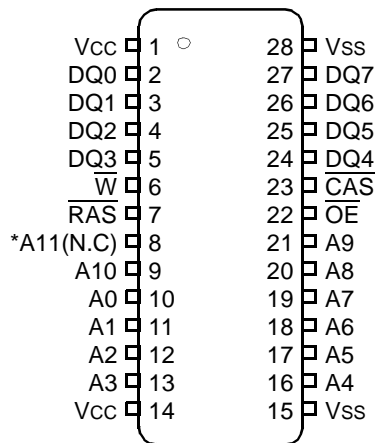 VCC 1 28 VSS
DQ0 2 27 DQ7
DQ1 3 26 DQ6
DQ2 4 25 DQ5
DQ3 5 24 DQ4
W 6 23 CAS
RAS 7 22 OE
*A11(N.C) 8 21 A9
A10 9 20 A8
A0 10 19 A7
A1 11 18 A6
A2 12 17 A5
A3 13 16 A4
VCC 14 15 VSS